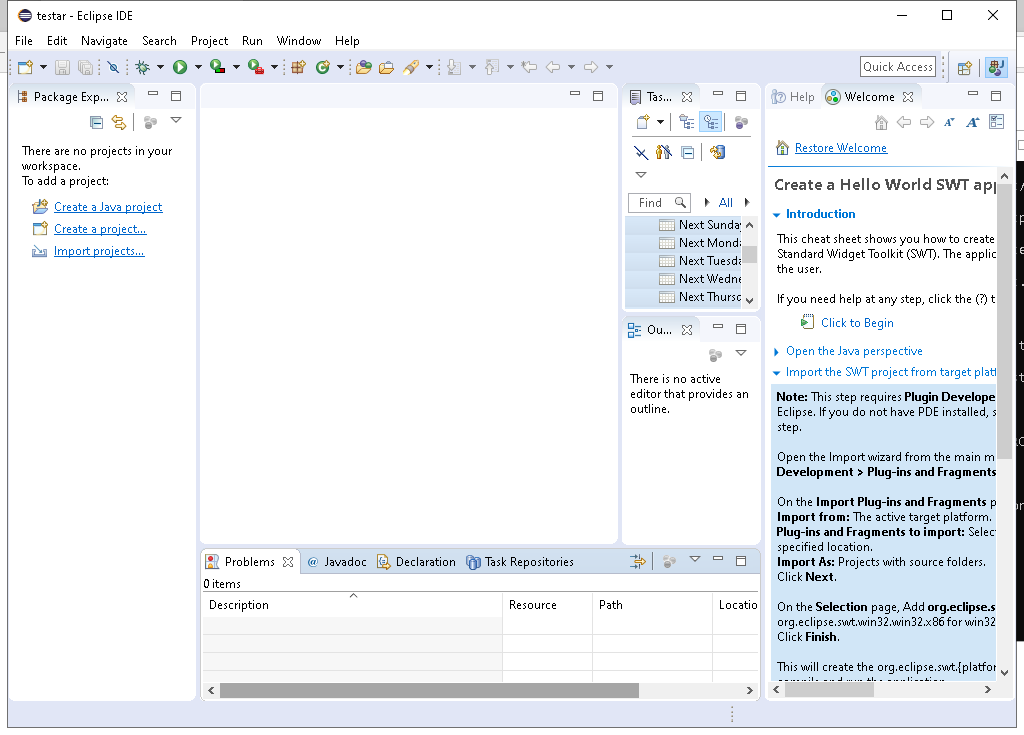 testar - Eclipse IDE
File Edit Navigate Search Project Run Window Help
Quick Access
Package Exp...
There are no projects in your
workspace.
To add a project:
Create a Java project
Create a project...
Import projects...
Tas...
Find
All
Next Sunday
Next Monda
Next Tuesda
Next Wedne
Next Thursd
Ou...
There is no active
editor that provides an
outline.
Help Welcome
Restore Welcome
Create a Hello World SWT app
Introduction
This cheat sheet shows you how to create
Standard Widget Toolkit (SWT). The applic
the user.
If you need help at any step, click the (?) t
Click to Begin
Open the Java perspective
Import the SWT project from target platf
Note: This step requires Plugin Develope
Eclipse. If you do not have PDE installed, s
step.
Open the Import wizard from the main m
Development > Plug-ins and Fragments
On the Import Plug-ins and Fragments p
Import from: The active target platform.
Plug-ins and Fragments to import: Selec
specified location.
Import As: Projects with source folders.
Click Next.
On the Selection page, Add org.eclipse.s
org.eclipse.swt.win32.win32.x86 for win32
Click Finish.
This will create the org.eclipse.swt.{platfor
compile and run the application.
Problems @ Javadoc Declaration Task Repositories
0 items
Description Resource Path Locatio